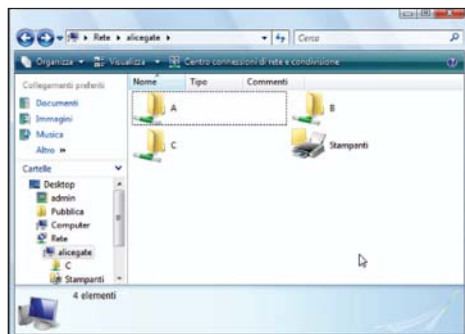 Rete ▸ alicegate ▸
Cerca
Organizza Visualizza Centro connessioni di rete e condivisione
Collegamenti preferiti
Documenti
Immagini
Musica
Altro »
Cartelle
Desktop
admin
Pubblica
Computer
Rete
alicegate
C
Stampanti
Nome Tipo Commenti
A
B
C
Stampanti
4 elementi